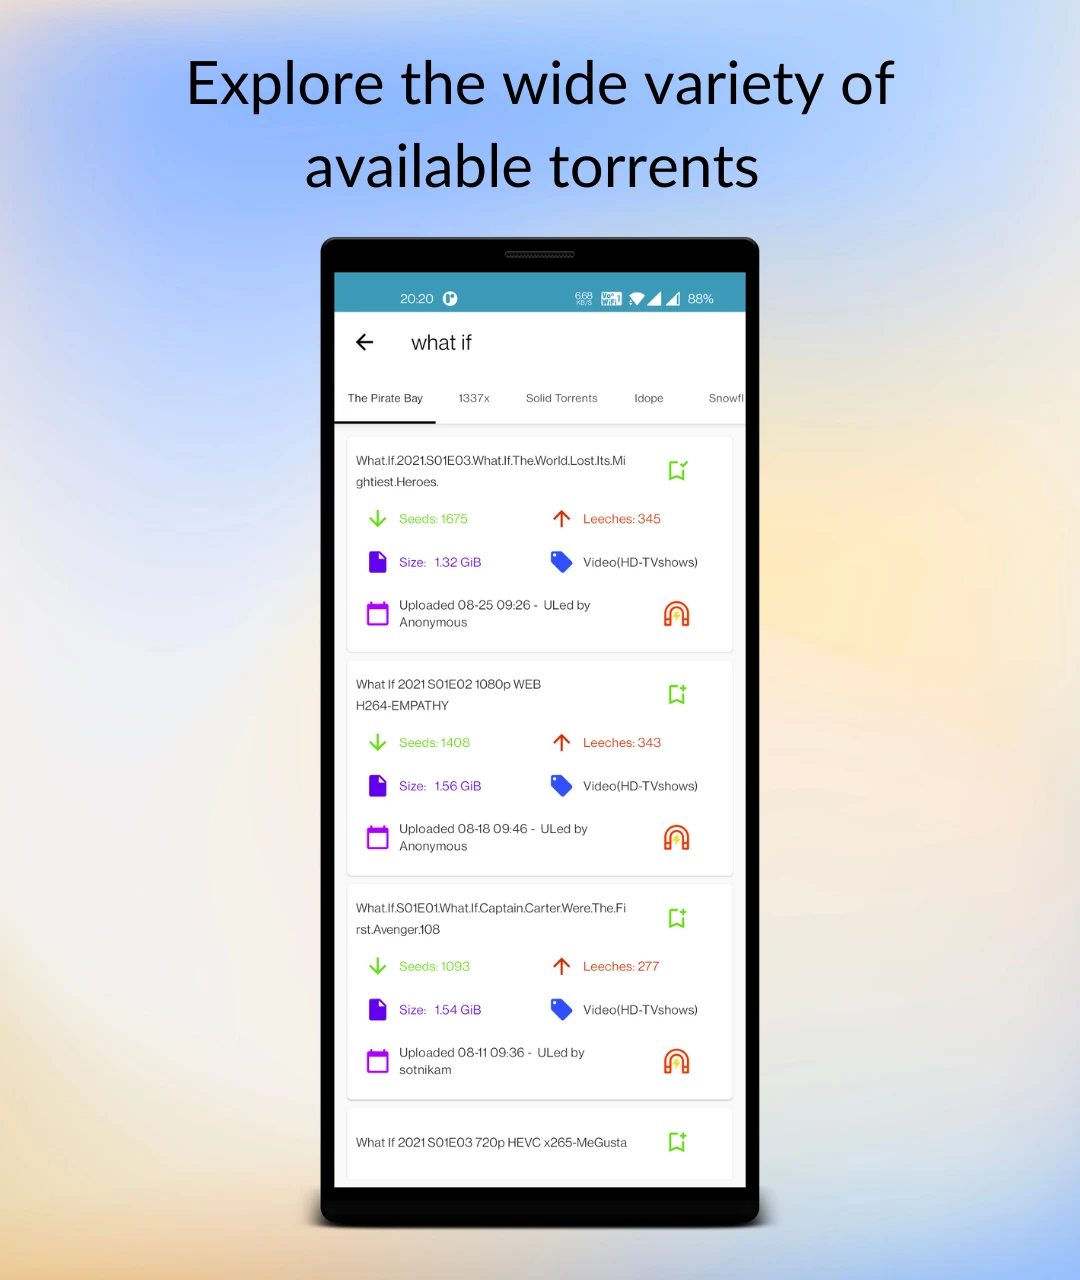 Explore the wide variety of
available torrents
20:20
6.68
KB/S
Vo
WiFi
1
88%
what if
The Pirate Bay
1337x
Solid Torrents
Idope
Snowfl
What.If.2021.S01E03.What.If.The.World.Lost.Its.Mi
ghtiest.Heroes.
Seeds: 1675
Leeches: 345
Size: 1.32 GiB
Video(HD-TVshows)
Uploaded 08-25 09:26 - ULed by
Anonymous
What If 2021 S01E02 1080p WEB
H264-EMPATHY
Seeds: 1408
Leeches: 343
Size: 1.56 GiB
Video(HD-TVshows)
Uploaded 08-18 09:46 - ULed by
Anonymous
What.If.S01E01.What.If.Captain.Carter.Were.The.Fi
rst.Avenger.108
Seeds: 1093
Leeches: 277
Size: 1.54 GiB
Video(HD-TVshows)
Uploaded 08-11 09:36 - ULed by
sotnikam
What If 2021 S01E03 720p HEVC x265-MeGusta